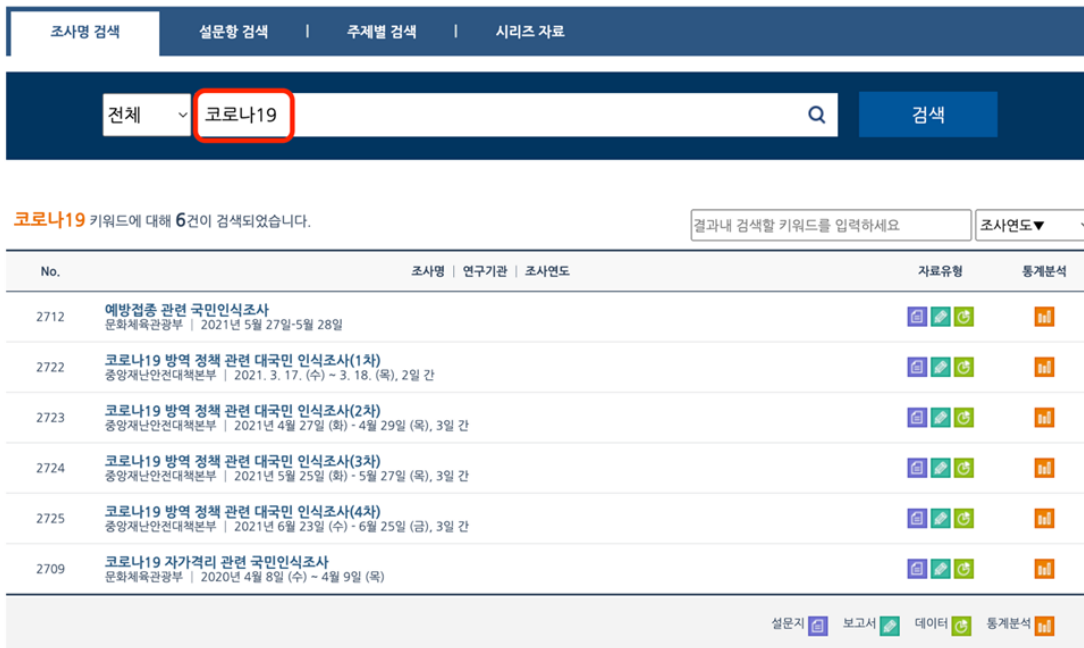 조사명 검색 설문항 검색 | 주제별 검색 | 시리즈 자료
전체 코로나19 검색
코로나19 키워드에 대해 6건이 검색되었습니다. 결과내 검색할 키워드를 입력하세요 조사연도▼
No. 조사명 | 연구기관 | 조사연도 자료유형 통계분석
2712 예방접종 관련 국민인식조사
문화체육관광부 | 2021년 5월 27일-5월 28일
2722 코로나19 방역 정책 관련 대국민 인식조사(1차)
중앙재난안전대책본부 | 2021. 3. 17. (수) ~ 3. 18. (목), 2일 간
2723 코로나19 방역 정책 관련 대국민 인식조사(2차)
중앙재난안전대책본부 | 2021년 4월 27일 (화) - 4월 29일 (목), 3일 간
2724 코로나19 방역 정책 관련 대국민 인식조사(3차)
중앙재난안전대책본부 | 2021년 5월 25일 (화) - 5월 27일 (목), 3일 간
2725 코로나19 방역 정책 관련 대국민 인식조사(4차)
중앙재난안전대책본부 | 2021년 6월 23일 (수) - 6월 25일 (금), 3일 간
2709 코로나19 자가격리 관련 국민인식조사
문화체육관광부 | 2020년 4월 8일 (수) ~ 4월 9일 (목)
설문지 보고서 데이터 통계분석